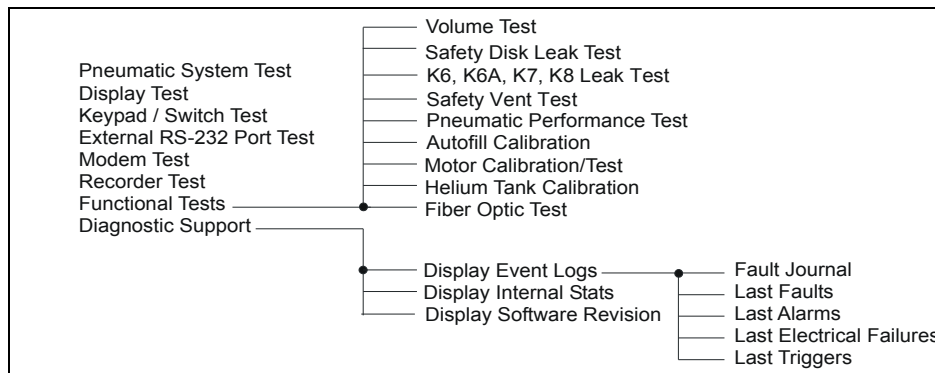 Pneumatic System Test
Display Test
Keypad / Switch Test
External RS-232 Port Test
Modem Test
Recorder Test
Functional Tests
Diagnostic Support
Volume Test
Safety Disk Leak Test
K6, K6A, K7, K8 Leak Test
Safety Vent Test
Pneumatic Performance Test
Autofill Calibration
Motor Calibration/Test
Helium Tank Calibration
Fiber Optic Test
Display Event Logs
Display Internal Stats
Display Software Revision
Fault Journal
Last Faults
Last Alarms
Last Electrical Failures
Last Triggers